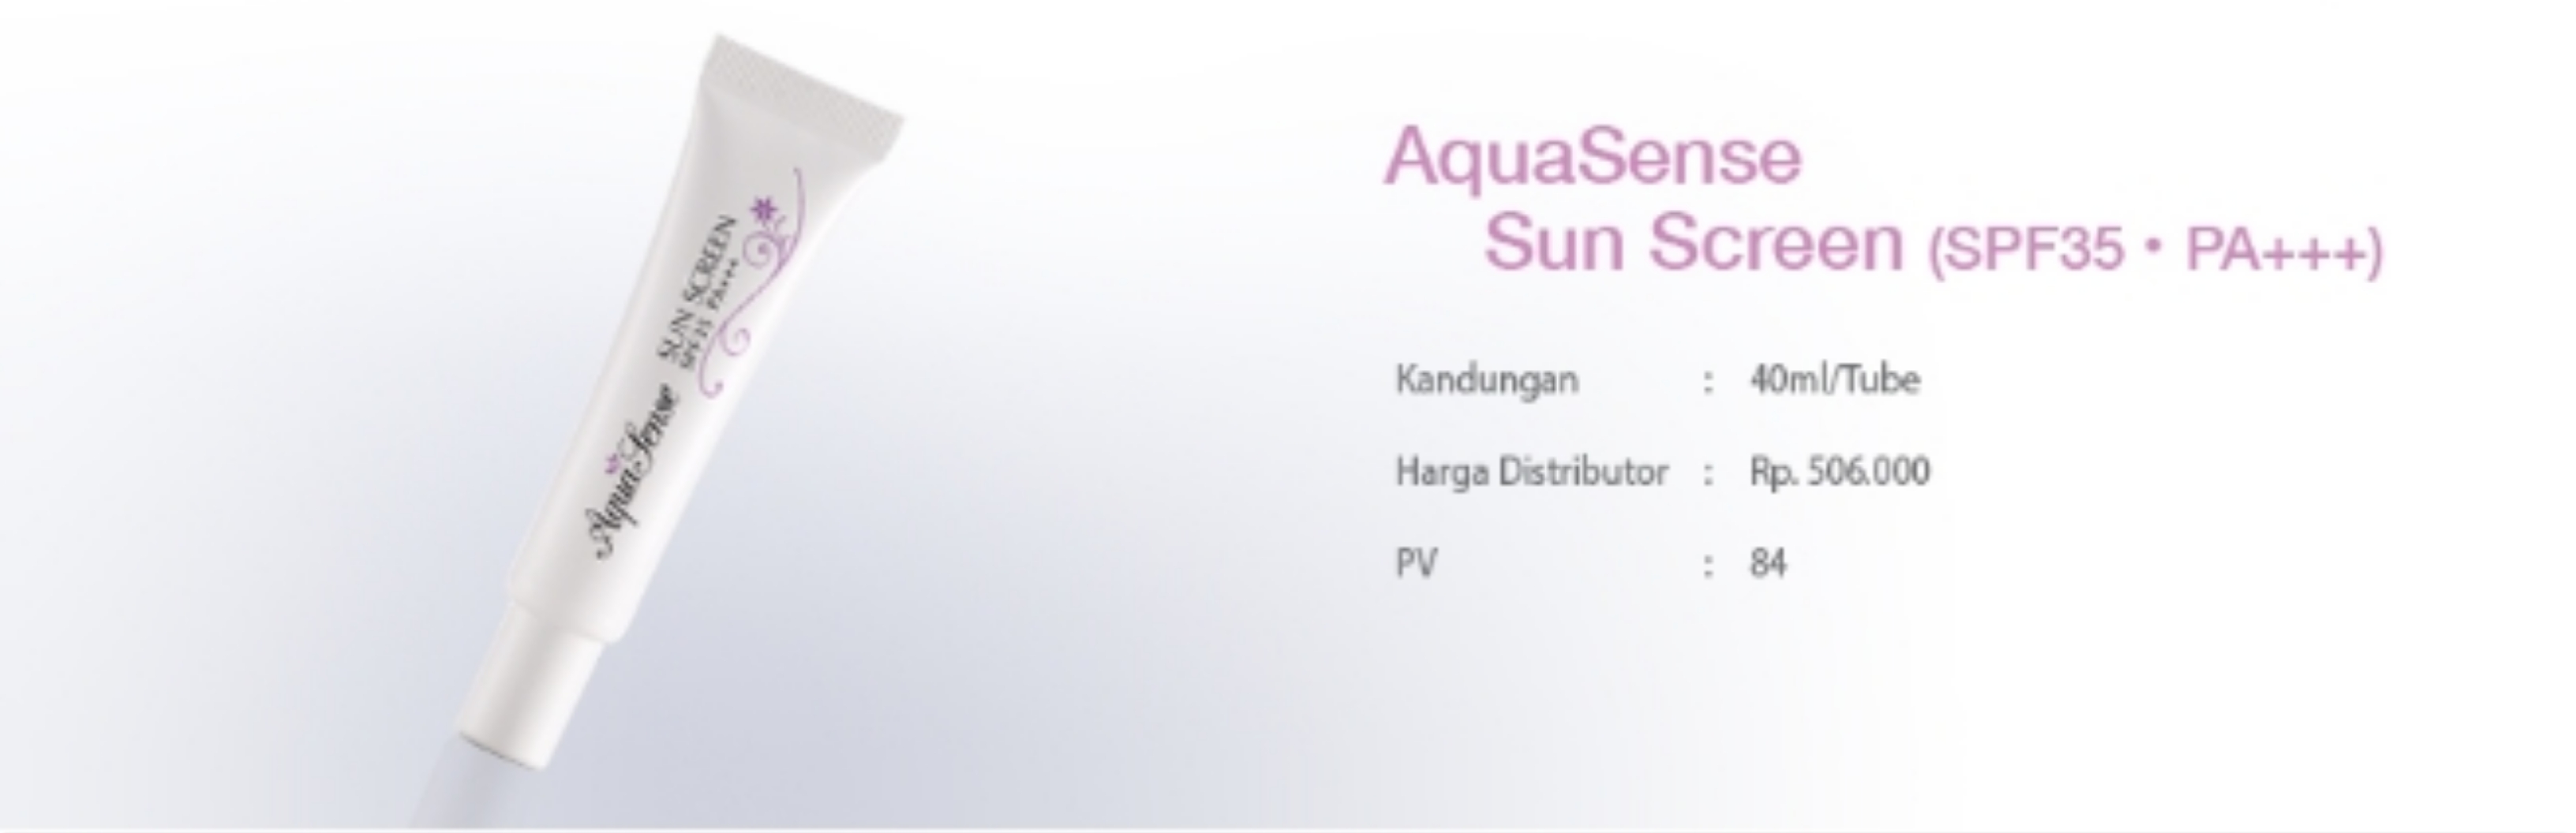 AquaSense
Sun Screen (SPF35 • PA+++)
Kandungan : 40ml/Tube
Harga Distributor : Rp. 506.000
PV : 84
AquaSense
SUN SCREEN
SPF35 PA+++